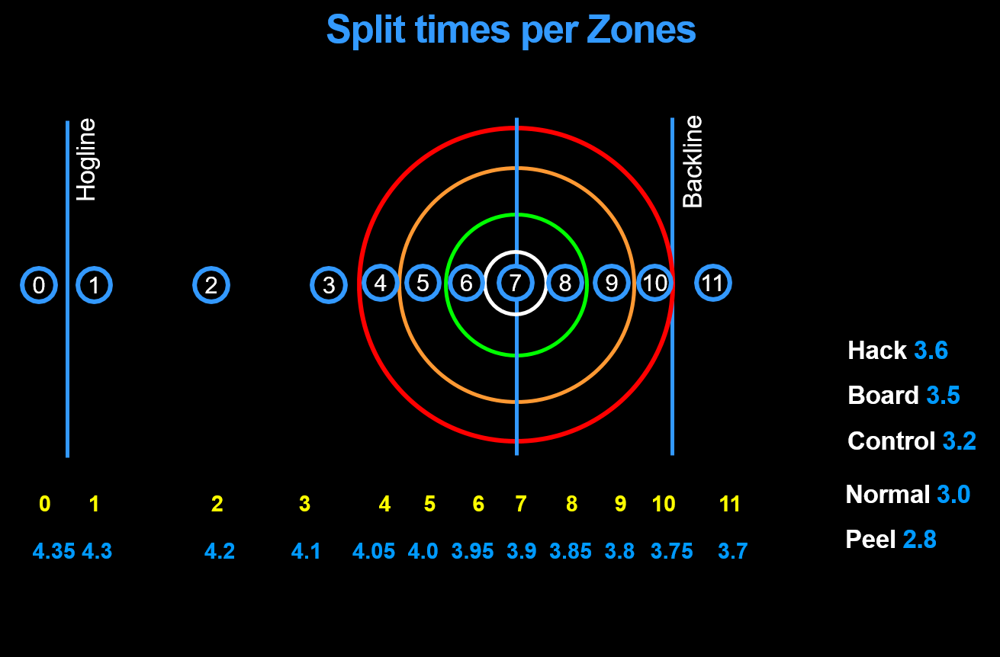 Split times per Zones
Hogline
Backline
0 1 2 3 4 5 6 7 8 9 10 11
Hack 3.6
Board 3.5
Control 3.2
Normal 3.0
Peel 2.8
0 1 2 3 4 5 6 7 8 9 10 11
4.35 4.3 4.2 4.1 4.05 4.0 3.95 3.9 3.85 3.8 3.75 3.7